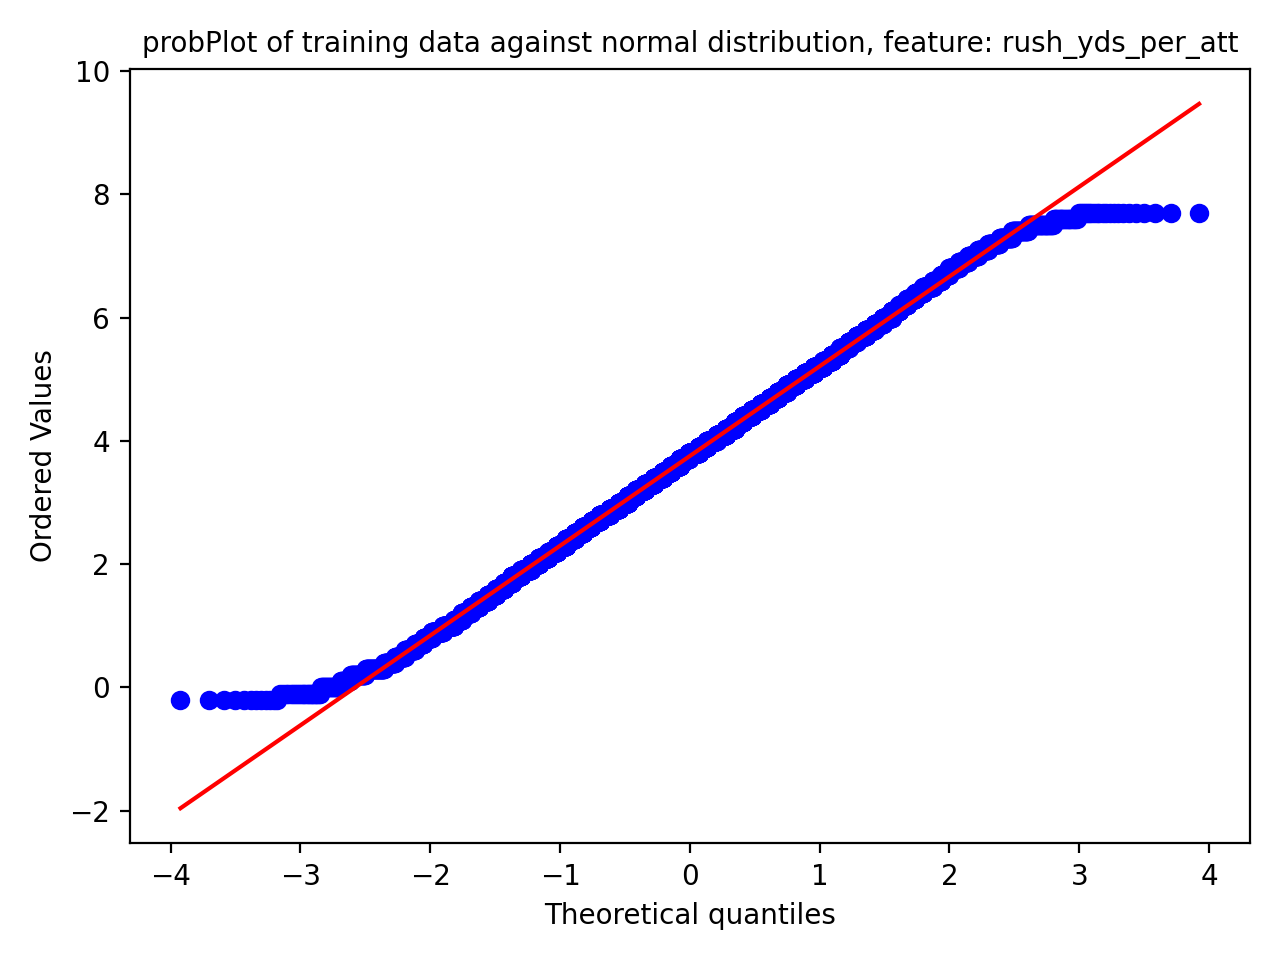 probPlot of training data against normal distribution, feature: rush_yds_per_att
10
8
6
4
2
0
−2
Ordered Values
−4 −3 −2 −1 0 1 2 3 4
Theoretical quantiles